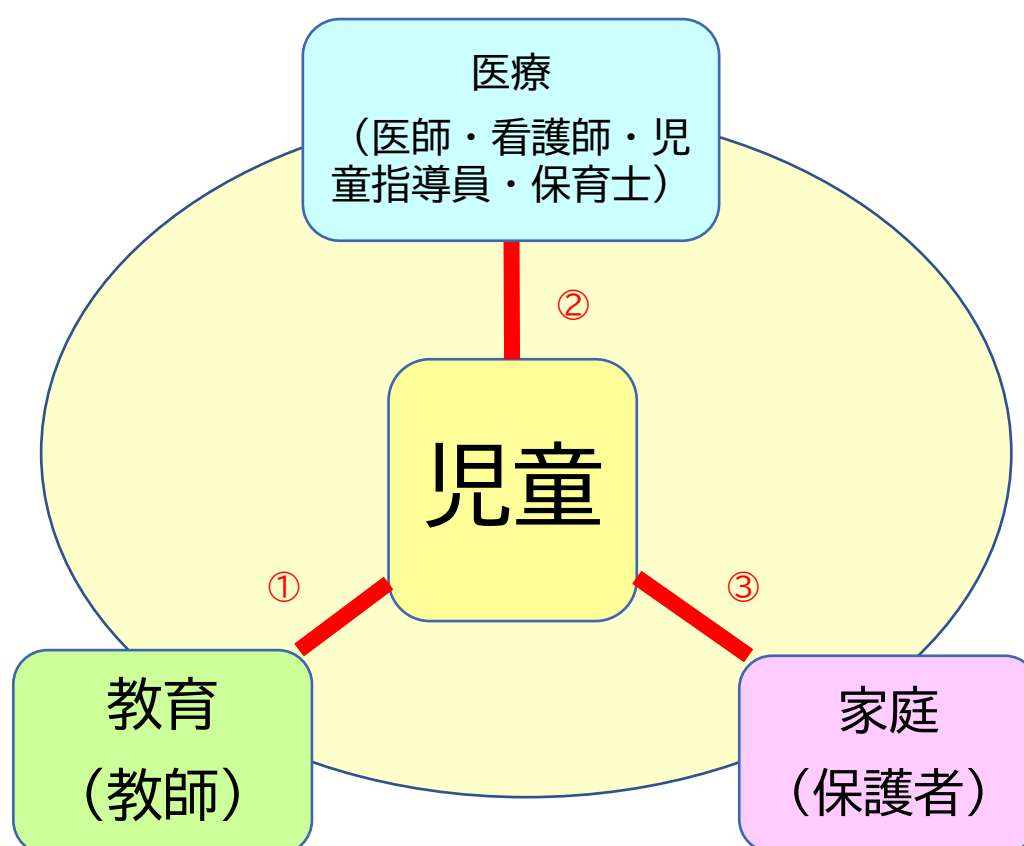 医療
（医師・看護師・児
童指導員・保育士）
②
児童
①
③
教育
（教師）
家庭
（保護者）